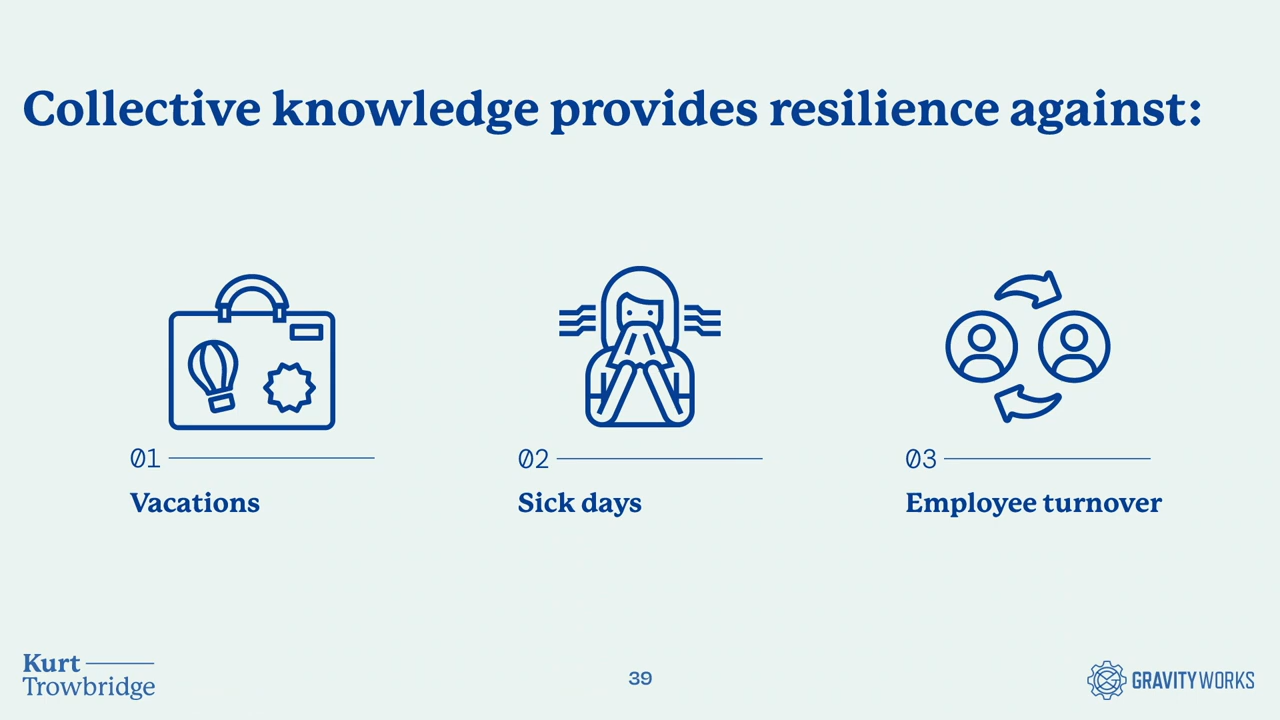 Collective knowledge provides resilience against:
01
Vacations
02
Sick days
03
Employee turnover
Kurt
Trowbridge
39
GRAVITYWORKS